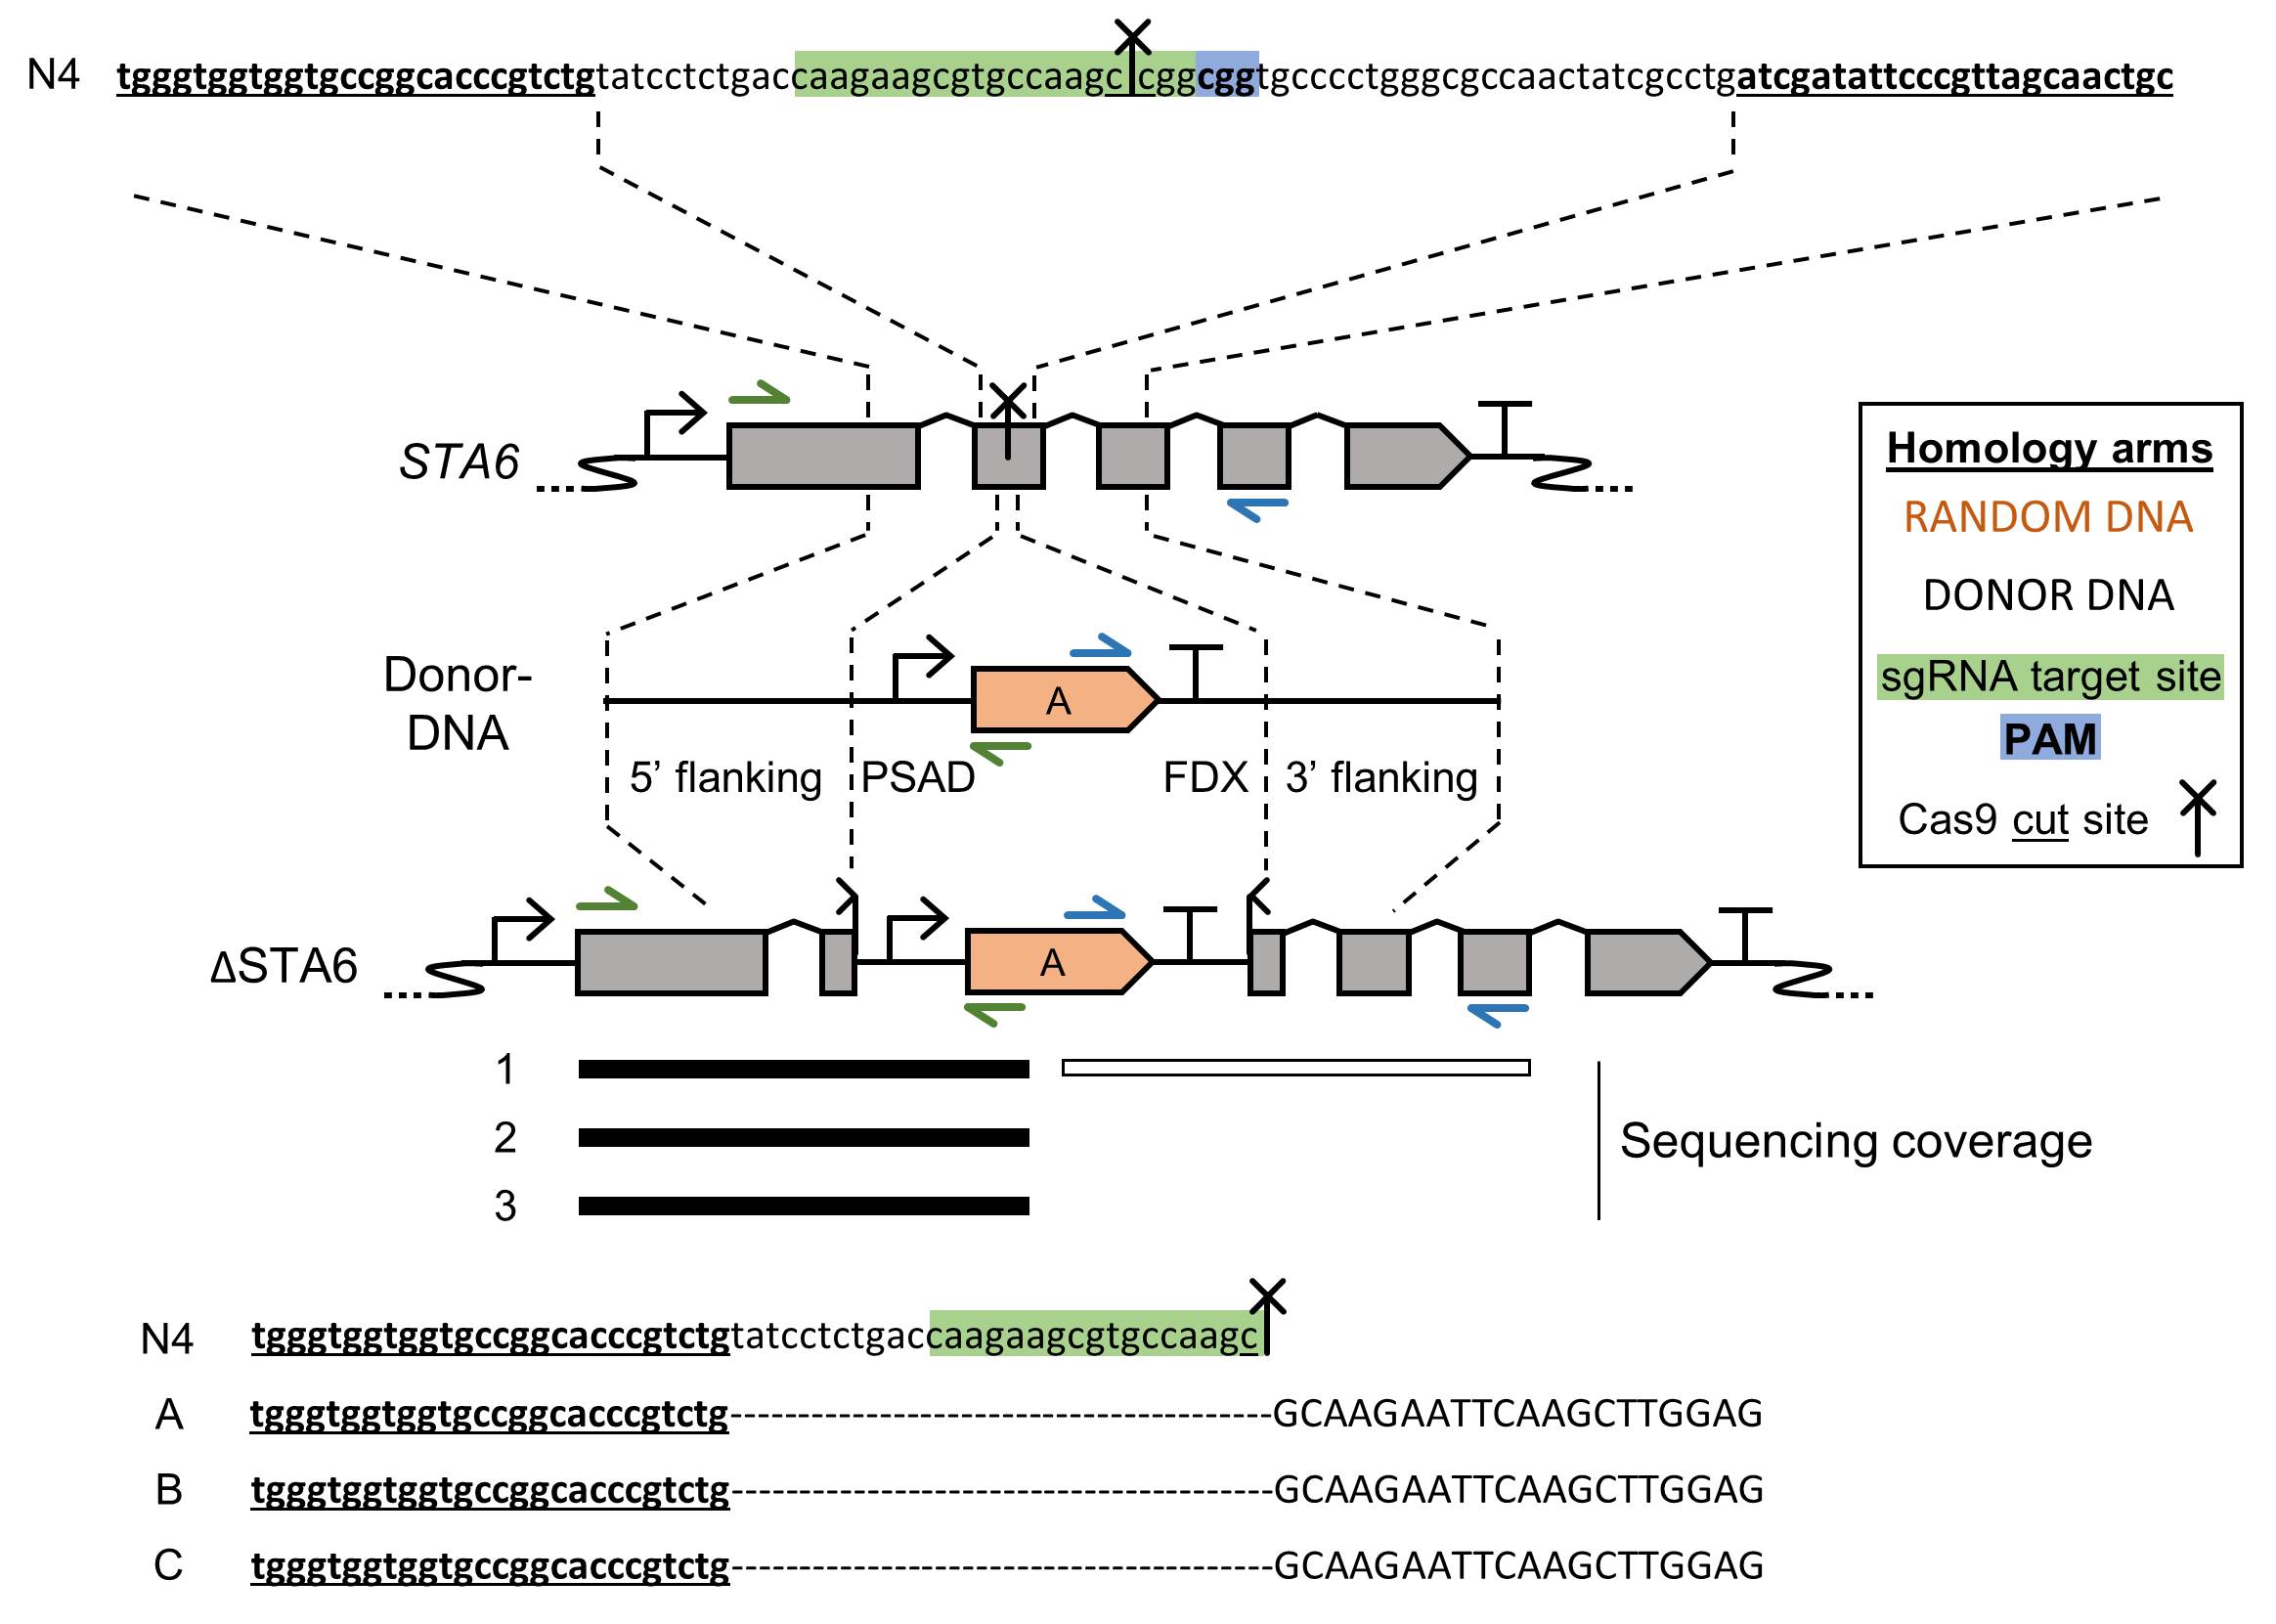 N4 tgggtggtggtgccggcacccgtctgtatcctctgaccaagaagcgtgccaagccggcggtgcccctgggcgccaactatcgcctgatcgatattcccgttagcaactgc
STA6
Homology arms
RANDOM DNA
DONOR DNA
sgRNA target site
PAM
Cas9 cut site
Donor-
DNA
A
5’ flanking PSAD FDX 3’ flanking
ΔSTA6
A
1
2
3
Sequencing coverage
N4 tgggtggtggtgccggcacccgtctgtatcctctgaccaagaagcgtgccaagc
A tgggtggtggtgccggcacccgtctg--------------------------------------GCAAGAATTCAAGCTTGGAG
B tgggtggtggtgccggcacccgtctg--------------------------------------GCAAGAATTCAAGCTTGGAG
C tgggtggtggtgccggcacccgtctg--------------------------------------GCAAGAATTCAAGCTTGGAG